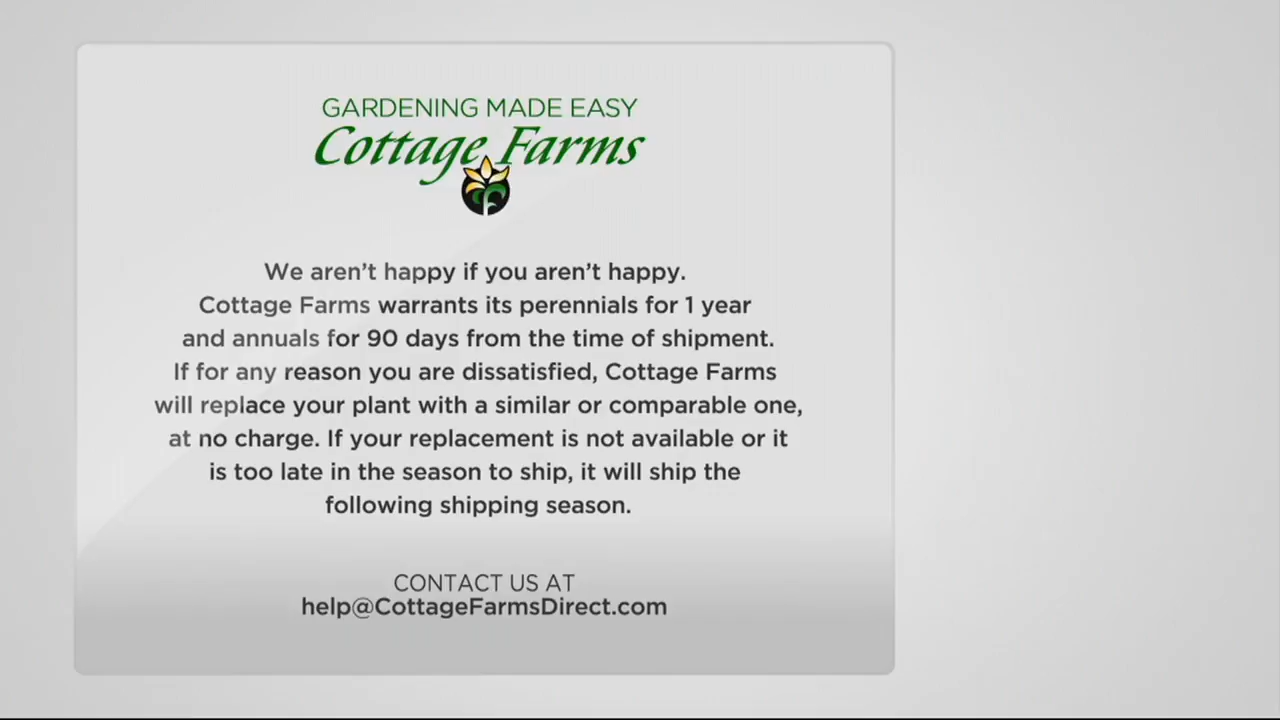 GARDENING MADE EASY
Cottage Farms
We aren't happy if you aren't happy.
Cottage Farms warrants its perennials for 1 year
and annuals for 90 days from the time of shipment.
If for any reason you are dissatisfied, Cottage Farms
will replace your plant with a similar or comparable one,
at no charge. If your replacement is not available or it
is too late in the season to ship, it will ship the
following shipping season.
CONTACT US AT
help@CottageFarmsDirect.com